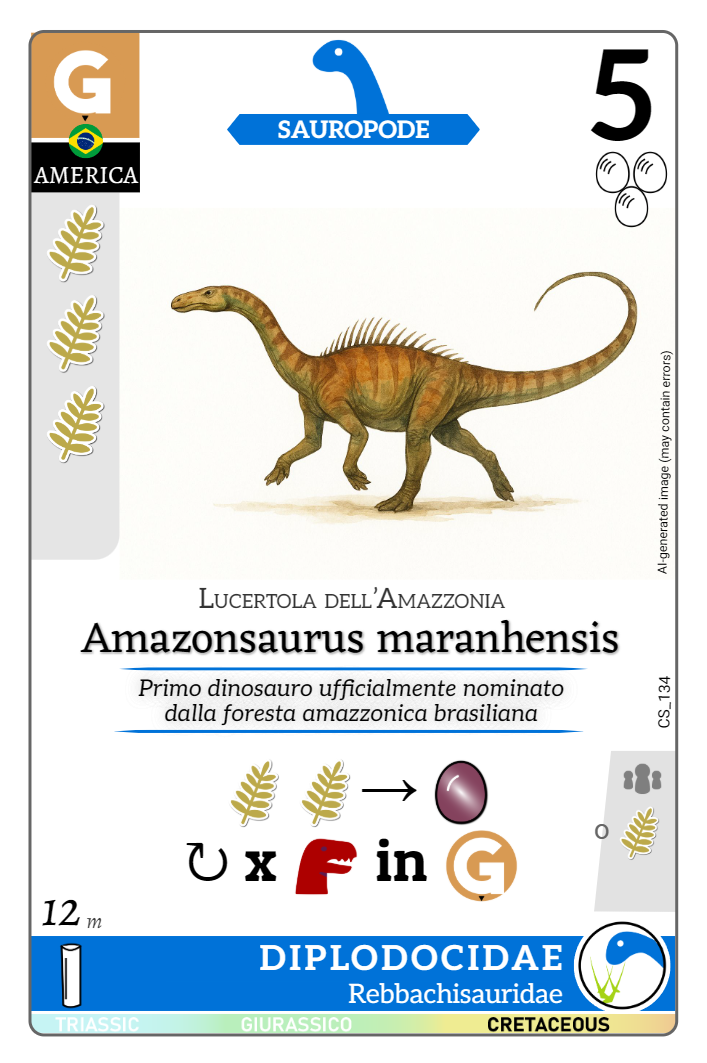 G
AMERICA
SAUROPODE
5
AI-generated image (may contain errors)
Lucertola dell'Amazzonia
Amazonsaurus maranhensis
Primo dinosauro ufficialmente nominato
dalla foresta amazzonica brasiliana
CS_134
o
x in G
12 m
DIPLODOCIDAE
Rebbachisauridae
TRIASSIC GIURASSICO CRETACEOUS